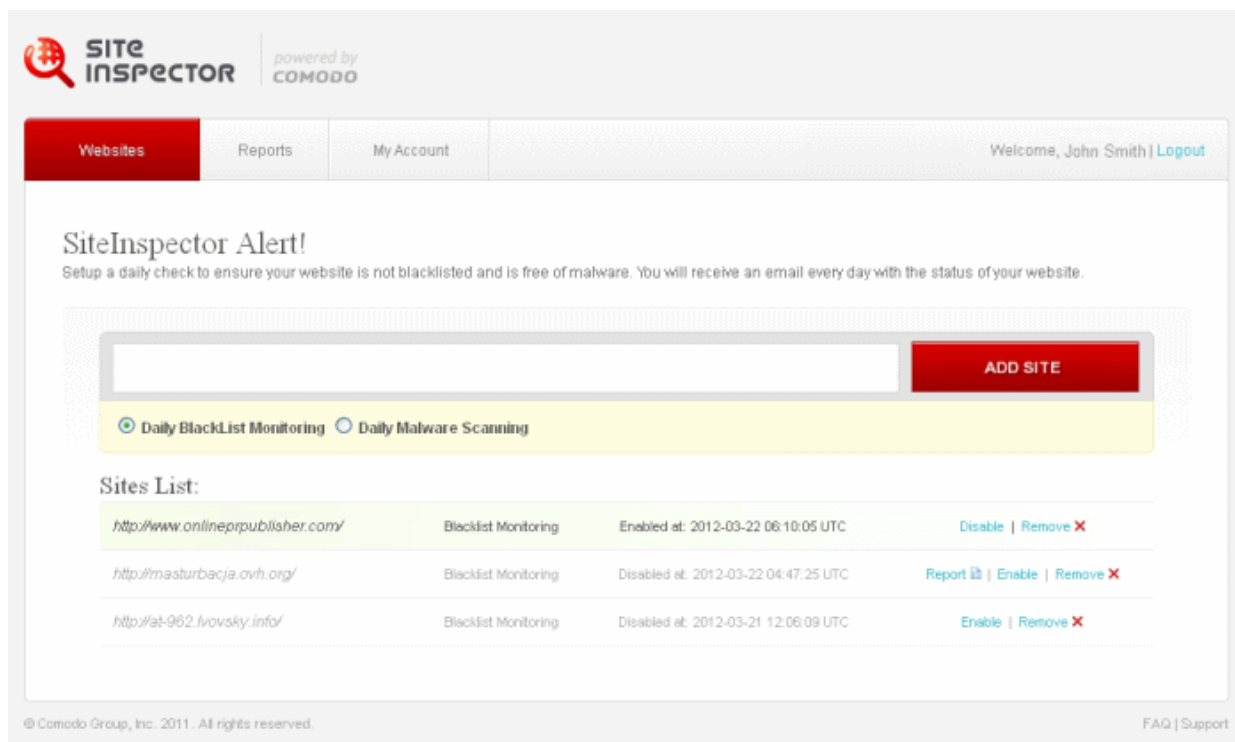 SITE
INSPECTOR
powered by
COMODO
Websites
Reports
My Account
Welcome, John Smith | Logout
SiteInspector Alert!
Setup a daily check to ensure your website is not blacklisted and is free of malware. You will receive an email every day with the status of your website.
ADD SITE
Daily BlackList Monitoring Daily Malware Scanning
Sites List:
http://www.onlineprpublisher.com/ Blacklist Monitoring Enabled at: 2012-03-22 06:10:05 UTC Disable | Remove
http://masturbacja.ovh.org/ Blacklist Monitoring Disabled at: 2012-03-22 04:47:25 UTC Report | Enable | Remove
http://at-962.lvovsky.info/ Blacklist Monitoring Disabled at: 2012-03-21 12:06:09 UTC Enable | Remove
© Comodo Group, Inc. 2011. All rights reserved. FAQ | Support